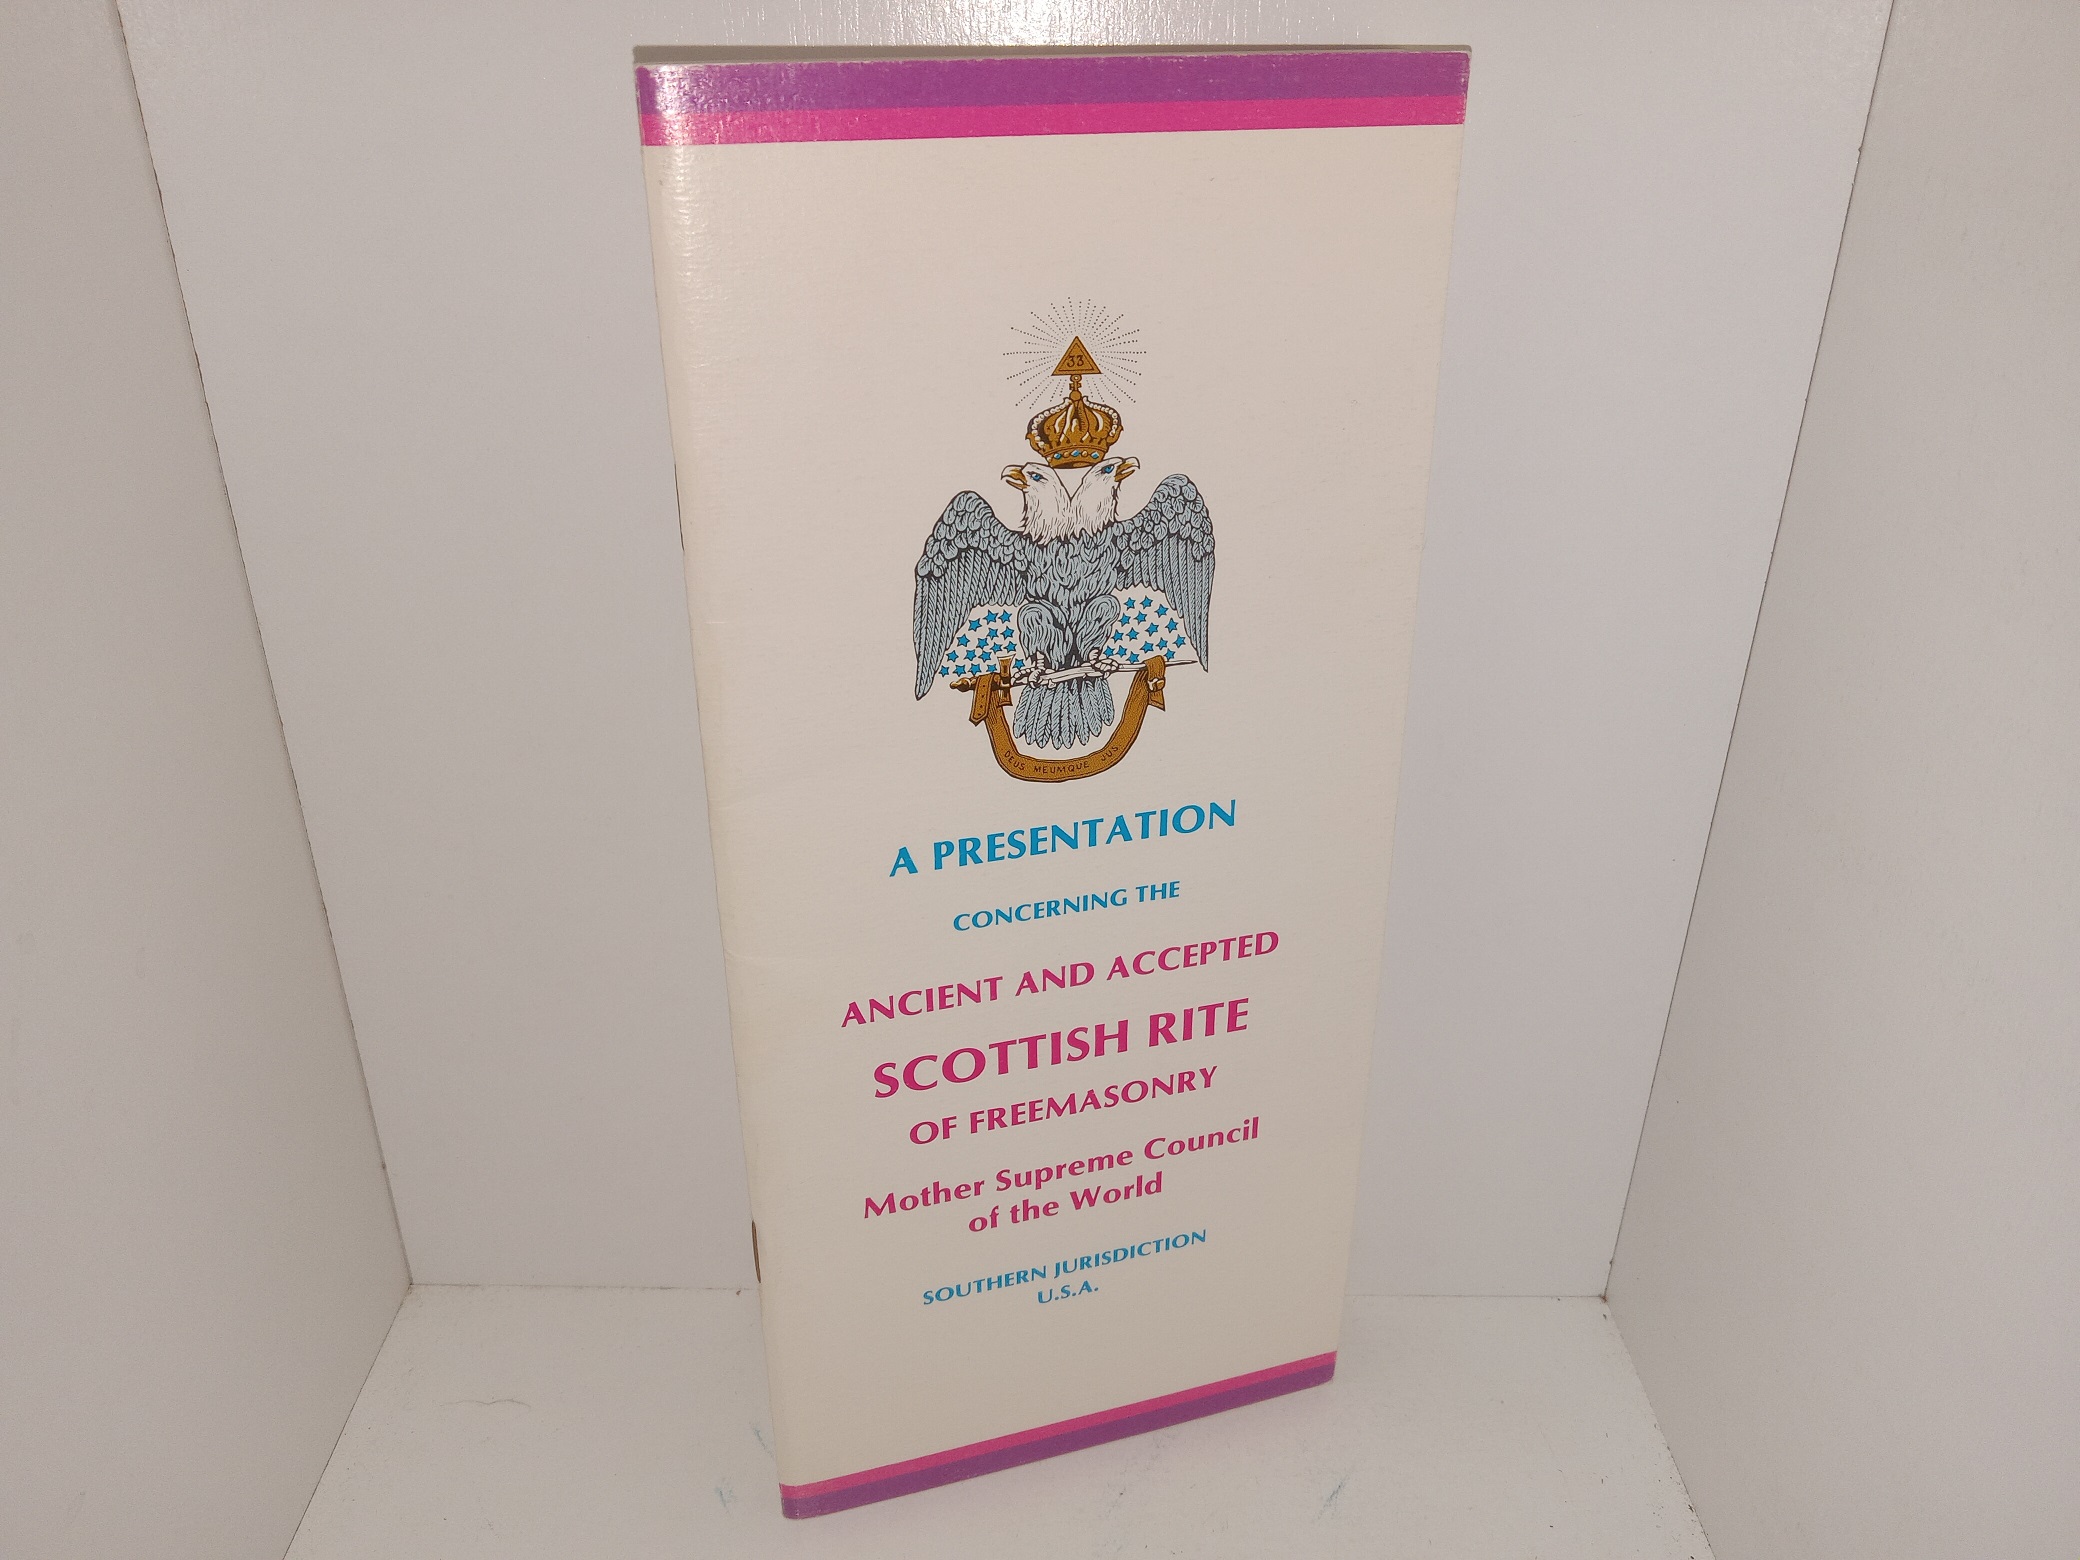 33
DEUS MEUMQUE JUS
A PRESENTATION
CONCERNING THE
ANCIENT AND ACCEPTED
SCOTTISH RITE
OF FREEMASONRY
Mother Supreme Council
of the World
SOUTHERN JURISDICTION
U.S.A.